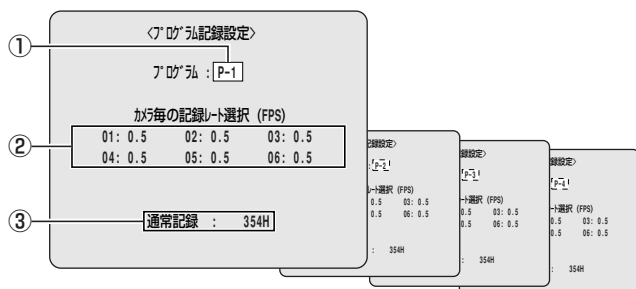 ①
〈プログラム記録設定〉
プログラム : P-1
カメラ毎の記録レート選択 (FPS)
②
01: 0.5 02: 0.5 03: 0.5
04: 0.5 05: 0.5 06: 0.5
③
通常記録 : 354H
録設定〉
P-2
レート選択 (FPS)
0.5 03: 0.5
0.5 06: 0.5
: 354H
録設定〉
P-3
ート選択 (FPS)
0.5 03: 0.5
0.5 06: 0.5
: 354H
録設定〉
P-4
ート選択 (FPS)
0.5 03: 0.5
0.5 06: 0.5
: 354H